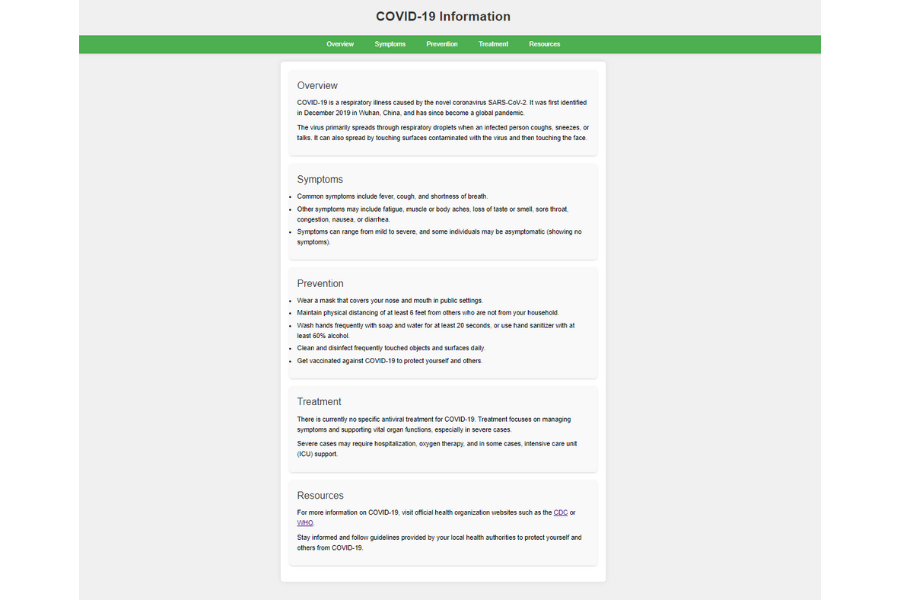 COVID-19 Information
Overview Symptoms Prevention Treatment Resources
Overview
COVID-19 is a respiratory illness caused by the novel coronavirus SARS-CoV-2. It was first identified
in December 2019 in Wuhan, China, and has since become a global pandemic.
The virus primarily spreads through respiratory droplets when an infected person coughs, sneezes, or
talks. It can also spread by touching surfaces contaminated with the virus and then touching the face.
Symptoms
• Common symptoms include fever, cough, and shortness of breath.
• Other symptoms may include fatigue, muscle or body aches, loss of taste or smell, sore throat,
congestion, nausea, or diarrhea.
• Symptoms can range from mild to severe, and some individuals may be asymptomatic (showing no
symptoms).
Prevention
• Wear a mask that covers your nose and mouth in public settings.
• Maintain physical distancing of at least 6 feet from others who are not from your household.
• Wash hands frequently with soap and water for at least 20 seconds, or use hand sanitizer with at
least 60% alcohol.
• Clean and disinfect frequently touched objects and surfaces daily.
• Get vaccinated against COVID-19 to protect yourself and others.
Treatment
There is currently no specific antiviral treatment for COVID-19. Treatment focuses on managing
symptoms and supporting vital organ functions, especially in severe cases.
Severe cases may require hospitalization, oxygen therapy, and in some cases, intensive care unit
(ICU) support.
Resources
For more information on COVID-19, visit official health organization websites such as the CDC or
WHO.
Stay informed and follow guidelines provided by your local health authorities to protect yourself and
others from COVID-19.